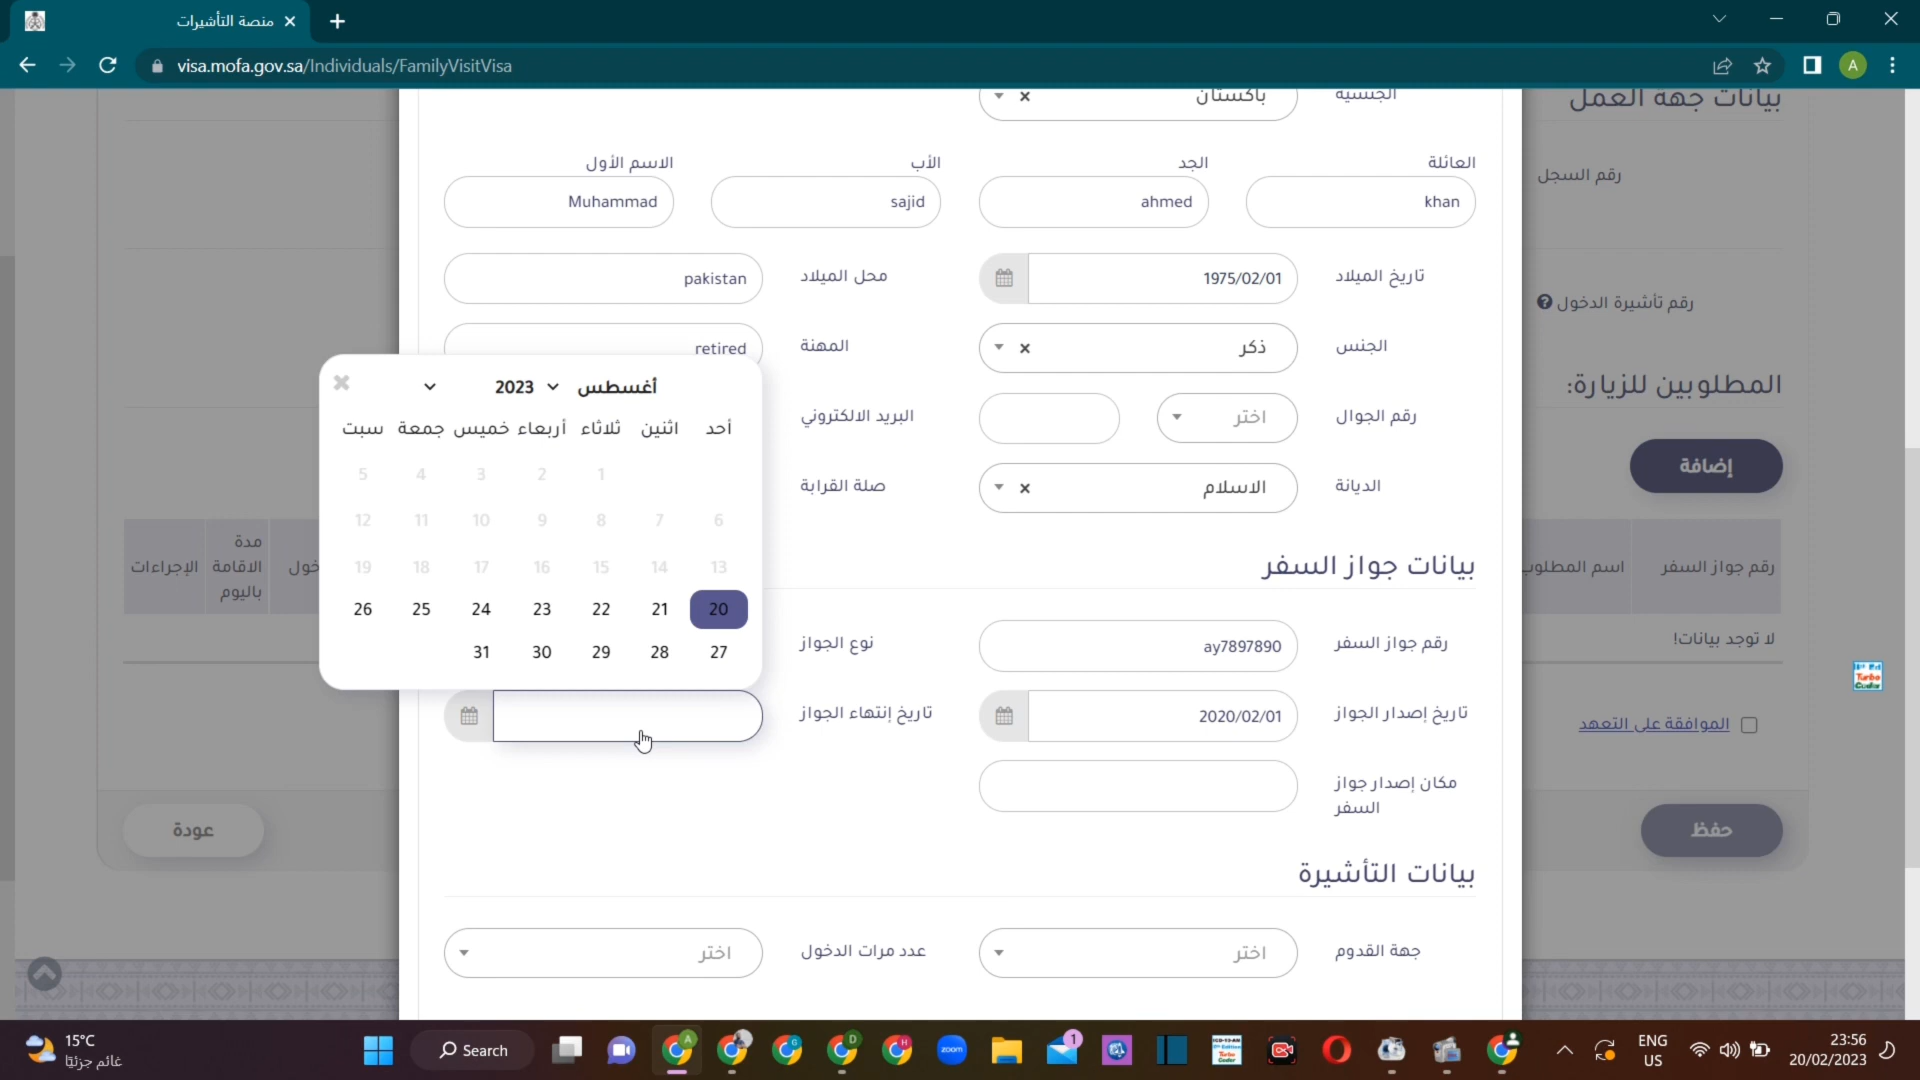 منصة التأشيرات
visa.mofa.gov.sa/Individuals/FamilyVisitVisa
A
بيانات جهة العمل
رقم السجل
رقم تأشيرة الدخول
المطلوبين للزيارة:
إضافة
رقم جواز السفر
اسم المطلوب
خول
مدة الاقامة باليوم
الإجراءات
لا توجد بيانات!
الموافقة على التعهد
حفظ
عودة
الجنسية
باكستان
العائلة
الجد
الأب
الاسم الأول
khan
ahmed
sajid
Muhammad
تاريخ الميلاد
1975/02/01
محل الميلاد
pakistan
الجنس
ذكر
المهنة
retired
رقم الجوال
اختر
البريد الالكتروني
الديانة
الاسلام
صلة القرابة
أغسطس
2023
أحد اثنين ثلاثاء أربعاء خميس جمعة سبت
1 2 3 4 5
6 7 8 9 10 11 12
13 14 15 16 17 18 19
20 21 22 23 24 25 26
27 28 29 30 31
بيانات جواز السفر
رقم جواز السفر
ay7897890
نوع الجواز
تاريخ إصدار الجواز
2020/02/01
تاريخ إنتهاء الجواز
مكان إصدار جواز
السفر
بيانات التأشيرة
جهة القدوم
اختر
عدد مرات الدخول
اختر
Turbo
Coder
15°C
غائم جزئيًا
Search
zoom
1
ENG
US
23:56
20/02/2023